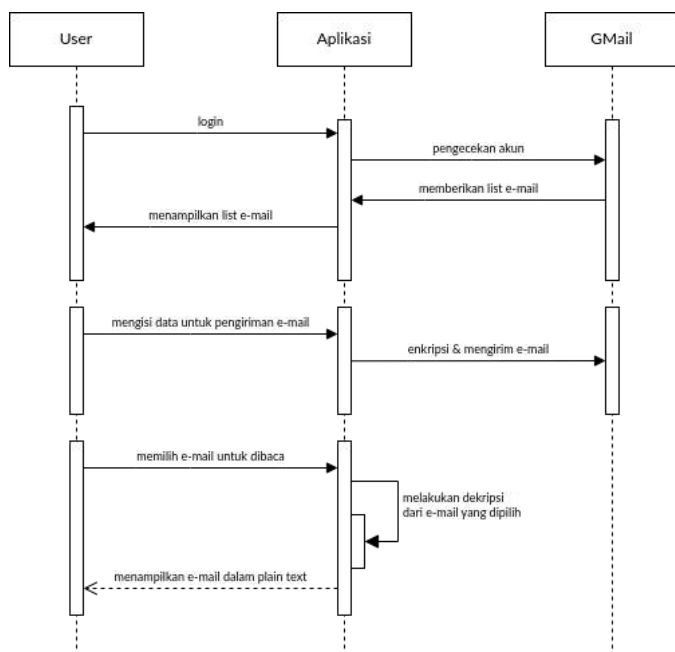 User
Aplikasi
GMail
login
pengecekan akun
memberikan list e-mail
menampilkan list e-mail
mengisi data untuk pengiriman e-mail
enkripsi & mengirim e-mail
memilih e-mail untuk dibaca
melakukan dekripsi
dari e-mail yang dipilih
menampilkan e-mail dalam plain text